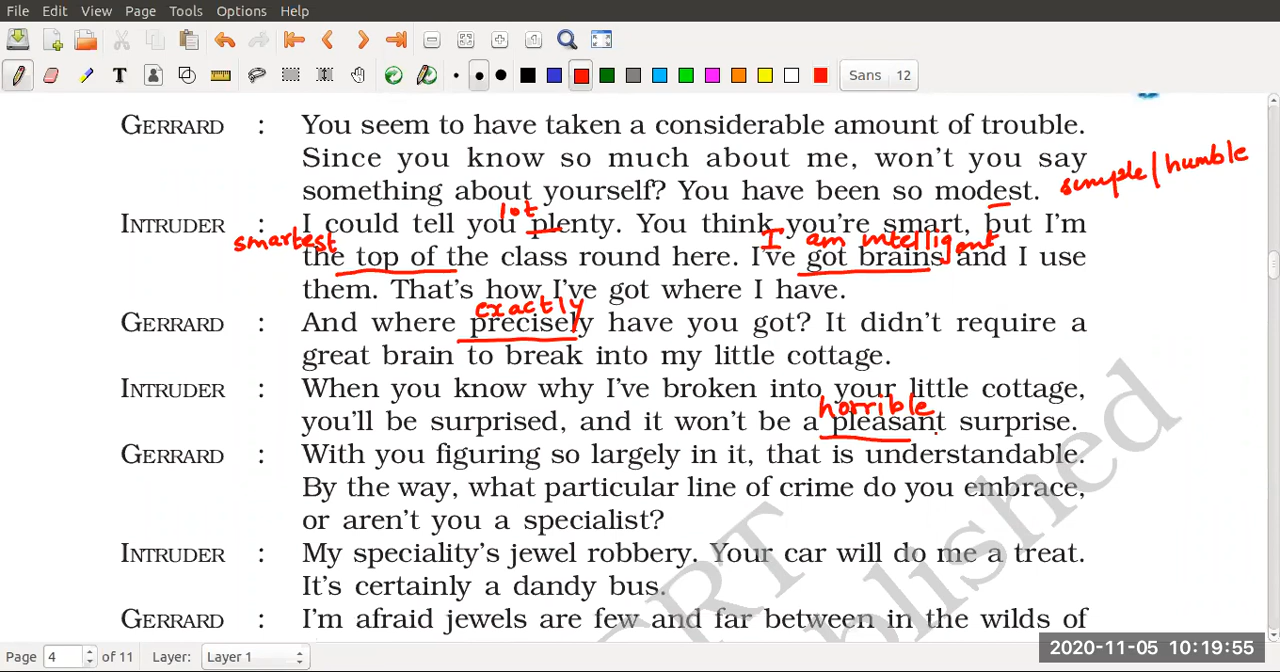 File Edit View Page Tools Options Help
T Sans 12
GERRARD : You seem to have taken a considerable amount of trouble.
Since you know so much about me, won't you say
something about yourself? You have been so modest. simple/humble
lot
INTRUDER : I could tell you plenty. You think you're smart, but I'm
smartest I am intelligent
the top of the class round here. I've got brains and I use
them. That's how I've got where I have.
exactly
GERRARD : And where precisely have you got? It didn't require a
great brain to break into my little cottage.
INTRUDER : When you know why I've broken into your little cottage,
horrible
you'll be surprised, and it won't be a pleasant surprise.
GERRARD : With you figuring so largely in it, that is understandable.
By the way, what particular line of crime do you embrace,
or aren't you a specialist?
INTRUDER : My speciality's jewel robbery. Your car will do me a treat.
It's certainly a dandy bus.
GERRARD : I'm afraid jewels are few and far between in the wilds of
Page 4 of 11 Layer: Layer 1
2020-11-05 10:19:55